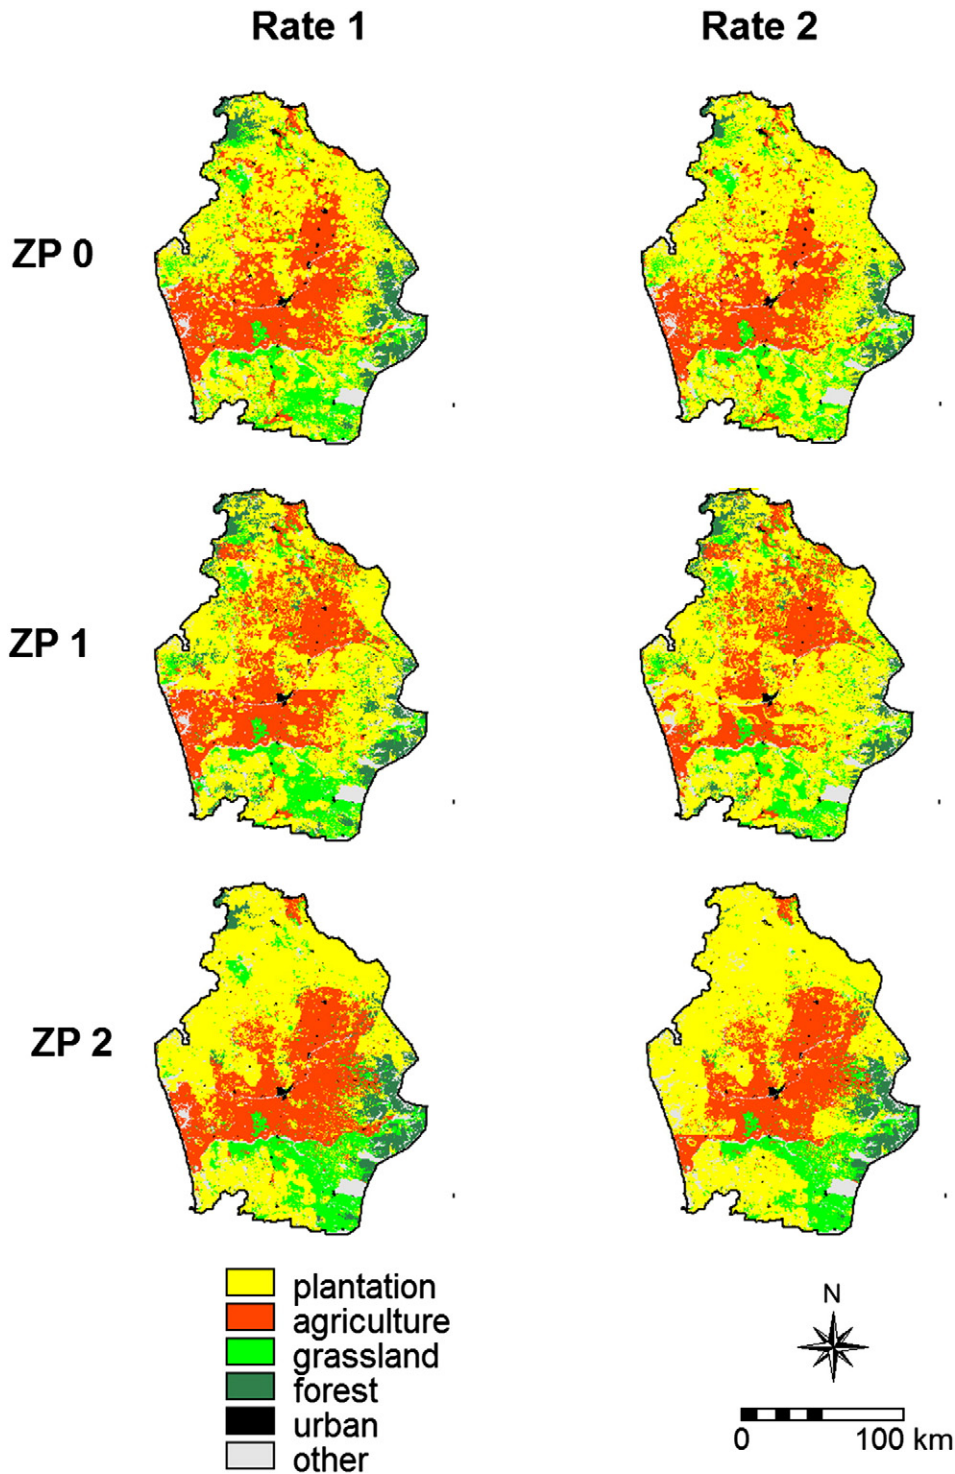 Rate 1 Rate 2
ZP 0
ZP 1
ZP 2
plantation
agriculture
grassland
forest
urban
other
N
0 100 km